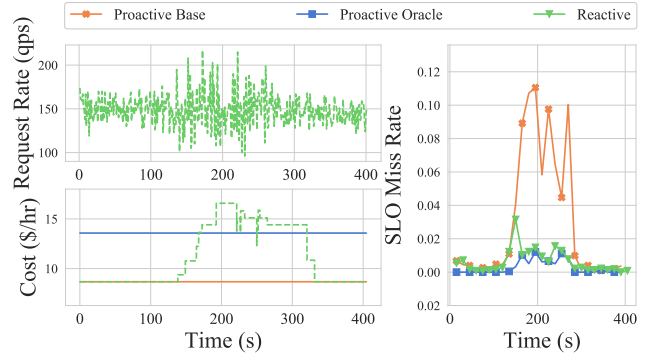 Proactive Base Proactive Oracle Reactive
Request Rate (qps)
200
150
100
0 100 200 300 400
Cost ($/hr)
15
10
0 100 200 300 400
Time (s)
SLO Miss Rate
0.12
0.10
0.08
0.06
0.04
0.02
0.00
0.02
0 200 400
Time (s)